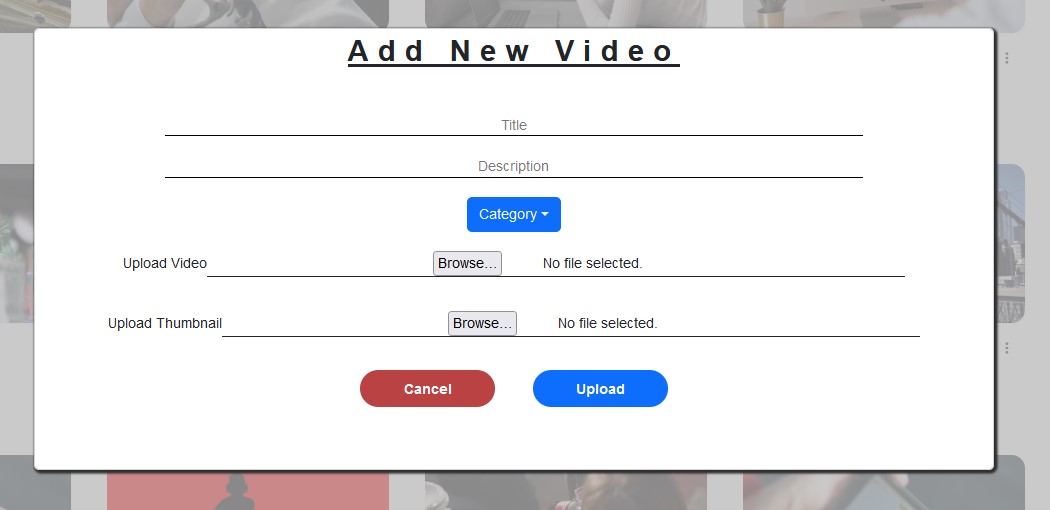 Add New Video
Title
Description
Category
Upload Video Browse... No file selected.
Upload Thumbnail Browse... No file selected.
Cancel Upload